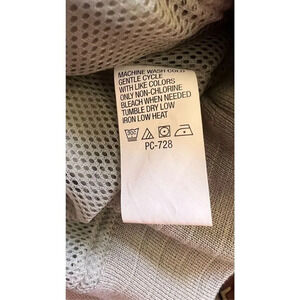 MACHINE WASH COLD
GENTLE CYCLE
WITH LIKE COLORS
ONLY NON-CHLORINE
BLEACH WHEN NEEDED
TUMBLE DRY LOW
IRON LOW HEAT
PC-728